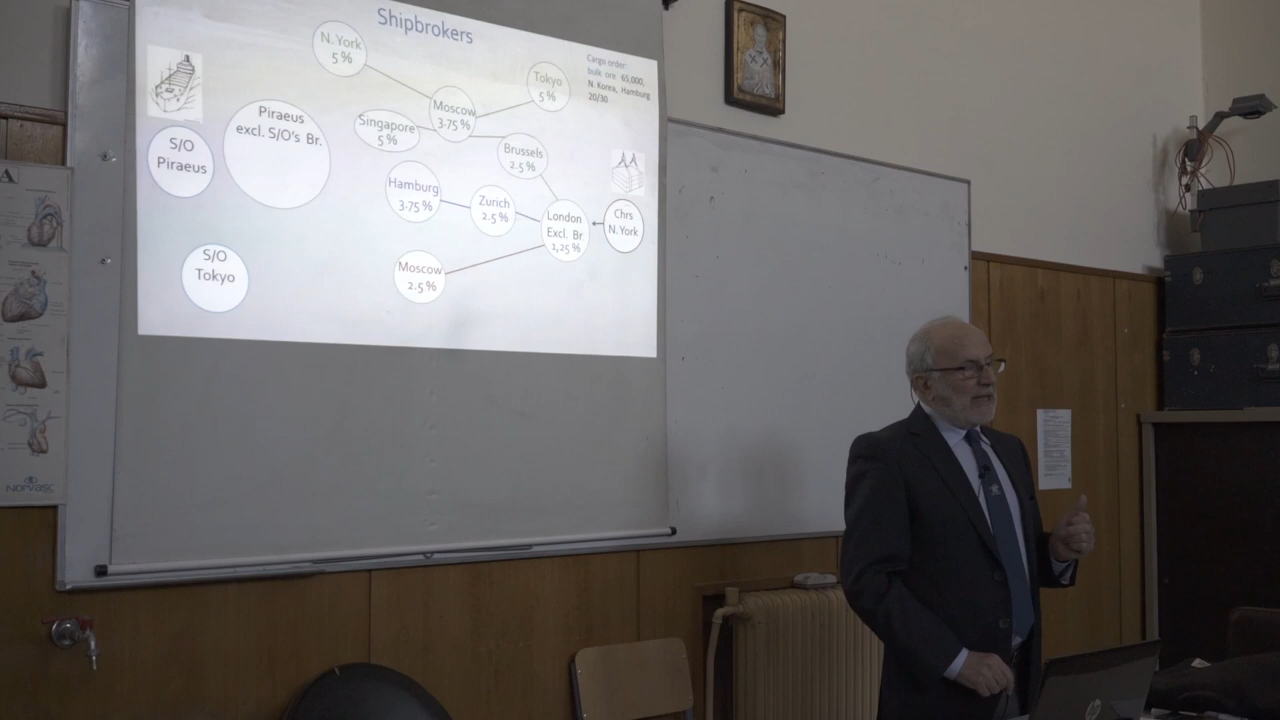 Shipbrokers
N. York
5 %
Tokyo
5 %
Cargo order:
bulk ore 65,000,
N. Korea, Hamburg
20/30
Moscow
3.75 %
Singapore
5 %
Piraeus
excl. S/O's Br.
S/O
Piraeus
Brussels
2.5 %
Hamburg
3.75 %
Zurich
2.5 %
London
Excl. Br
1,25 %
Chrs
N. York
Moscow
2.5 %
S/O
Tokyo
A
NORVASC